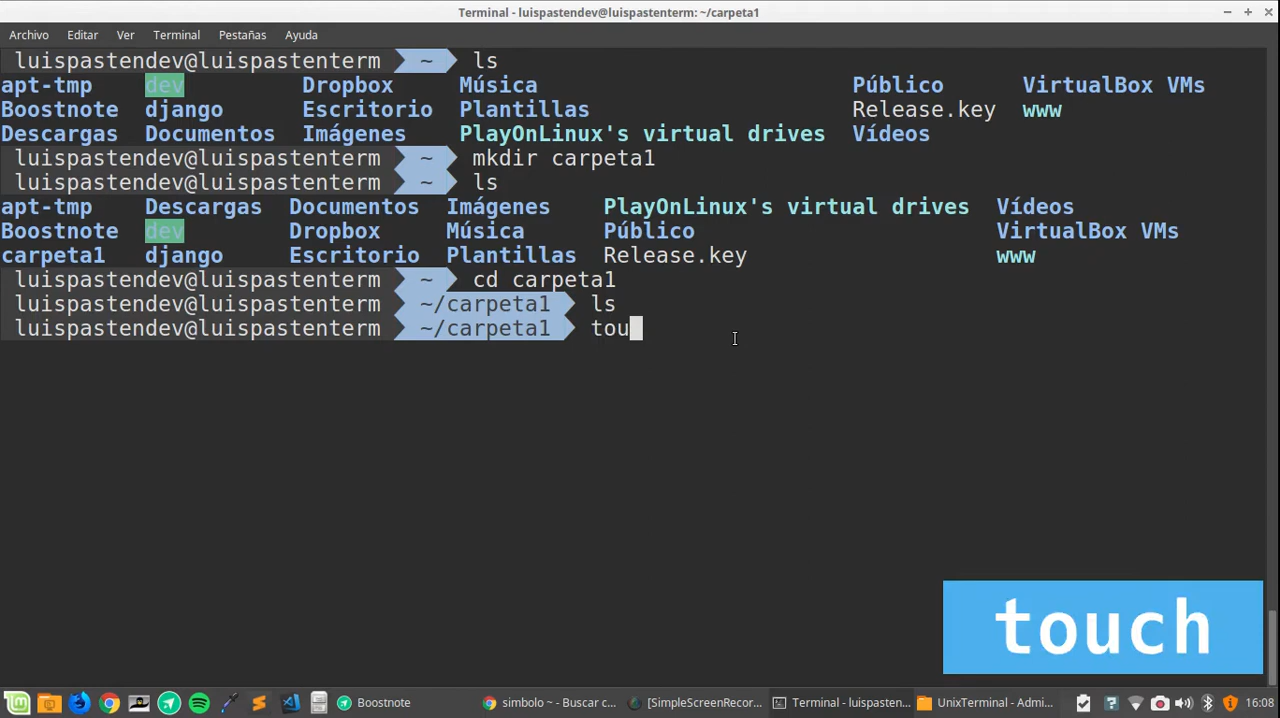 Terminal - luispastendev@luispastenterm: ~/carpeta1
Archivo Editar Ver Terminal Pestañas Ayuda
luispastendev@luispastenterm ~ ls
apt-tmp dev Dropbox Música Público VirtualBox VMs
Boostnote django Escritorio Plantillas Release.key www
Descargas Documentos Imágenes PlayOnLinux's virtual drives Vídeos
luispastendev@luispastenterm ~ mkdir carpeta1
luispastendev@luispastenterm ~ ls
apt-tmp Descargas Documentos Imágenes PlayOnLinux's virtual drives Vídeos
Boostnote dev Dropbox Música Público VirtualBox VMs
carpeta1 django Escritorio Plantillas Release.key www
luispastendev@luispastenterm ~ cd carpeta1
luispastendev@luispastenterm ~/carpeta1 ls
luispastendev@luispastenterm ~/carpeta1 tou
touch
Boostnote simbolo ~ - Buscar c... [SimpleScreenRecor... Terminal - luispasten... UnixTerminal - Admi... 16:08